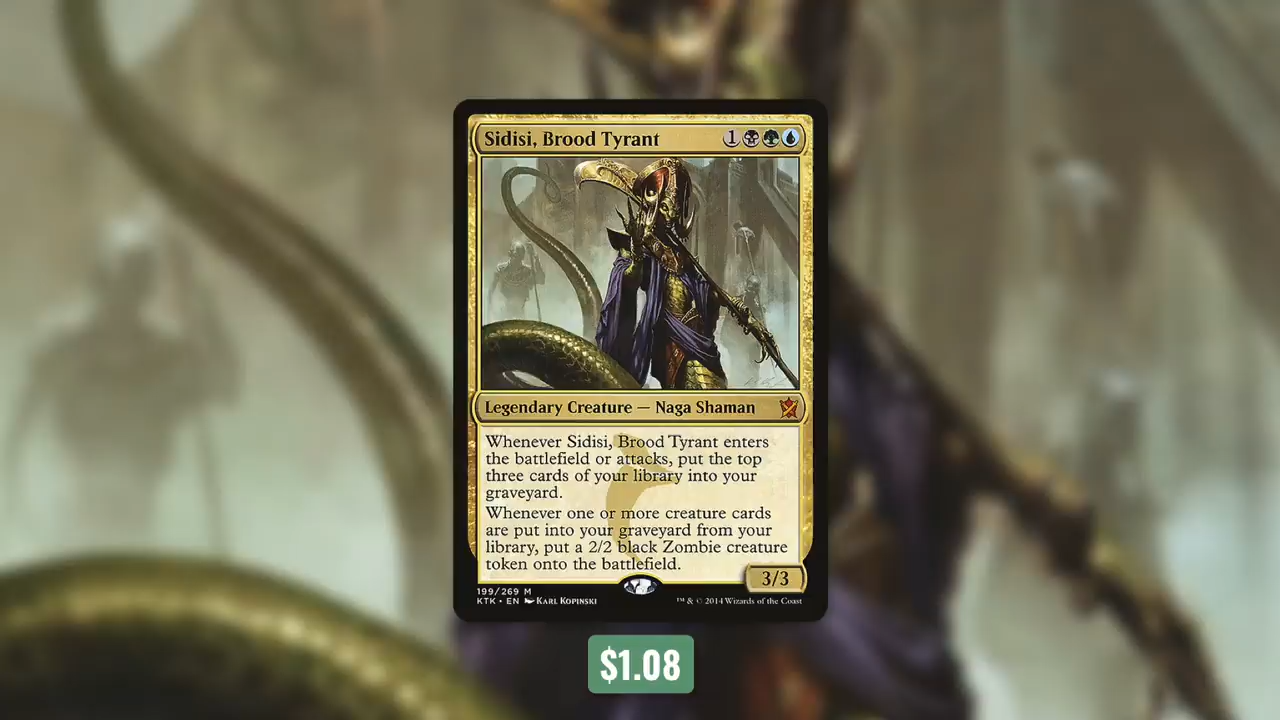 Sidisi, Brood Tyrant 1
Legendary Creature — Naga Shaman
Whenever Sidisi, Brood Tyrant enters
the battlefield or attacks, put the top
three cards of your library into your
graveyard.
Whenever one or more creature cards
are put into your graveyard from your
library, put a 2/2 black Zombie creature
token onto the battlefield.
3/3
199/269 M
KTK • EN Karl Kopinski ™ & © 2014 Wizards of the Coast
$1.08